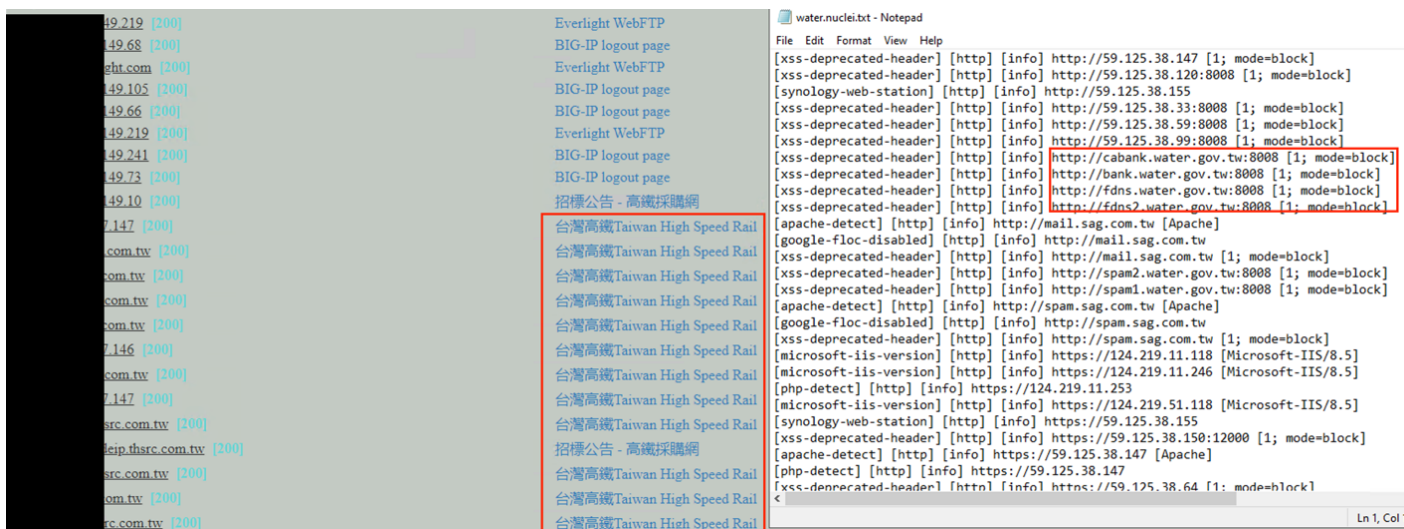 49.219 [200] Everlight WebFTP
149.68 [200] BIG-IP logout page
ght.com [200] Everlight WebFTP
149.105 [200] BIG-IP logout page
149.66 [200] BIG-IP logout page
149.219 [200] Everlight WebFTP
149.241 [200] BIG-IP logout page
149.73 [200] BIG-IP logout page
149.10 [200] 招標公告 - 高鐵採購網
7.147 [200] 台灣高鐵Taiwan High Speed Rail
.com.tw [200] 台灣高鐵Taiwan High Speed Rail
com.tw [200] 台灣高鐵Taiwan High Speed Rail
com.tw [200] 台灣高鐵Taiwan High Speed Rail
com.tw [200] 台灣高鐵Taiwan High Speed Rail
7.146 [200] 台灣高鐵Taiwan High Speed Rail
com.tw [200] 台灣高鐵Taiwan High Speed Rail
7.147 [200] 台灣高鐵Taiwan High Speed Rail
src.com.tw [200] 台灣高鐵Taiwan High Speed Rail
leip.thsrc.com.tw [200] 招標公告 - 高鐵採購網
src.com.tw [200] 台灣高鐵Taiwan High Speed Rail
om.tw [200] 台灣高鐵Taiwan High Speed Rail
rc.com.tw [200] 台灣高鐵Taiwan High Speed Rail
water.nuclei.txt - Notepad
File Edit Format View Help
[xss-deprecated-header] [http] [info] http://59.125.38.147 [1; mode=block]
[xss-deprecated-header] [http] [info] http://59.125.38.120:8008 [1; mode=block]
[synology-web-station] [http] [info] http://59.125.38.155
[xss-deprecated-header] [http] [info] http://59.125.38.33:8008 [1; mode=block]
[xss-deprecated-header] [http] [info] http://59.125.38.59:8008 [1; mode=block]
[xss-deprecated-header] [http] [info] http://59.125.38.99:8008 [1; mode=block]
[xss-deprecated-header] [http] [info] http://cabank.water.gov.tw:8008 [1; mode=block]
[xss-deprecated-header] [http] [info] http://bank.water.gov.tw:8008 [1; mode=block]
[xss-deprecated-header] [http] [info] http://fdns.water.gov.tw:8008 [1; mode=block]
[xss-deprecated-header] [http] [info] http://fdns2.water.gov.tw:8008 [1; mode=block]
[apache-detect] [http] [info] http://mail.sag.com.tw [Apache]
[google-floc-disabled] [http] [info] http://mail.sag.com.tw
[xss-deprecated-header] [http] [info] http://mail.sag.com.tw [1; mode=block]
[xss-deprecated-header] [http] [info] http://spam2.water.gov.tw:8008 [1; mode=block]
[xss-deprecated-header] [http] [info] http://spam1.water.gov.tw:8008 [1; mode=block]
[apache-detect] [http] [info] http://spam.sag.com.tw [Apache]
[google-floc-disabled] [http] [info] http://spam.sag.com.tw
[xss-deprecated-header] [http] [info] http://spam.sag.com.tw [1; mode=block]
[microsoft-iis-version] [http] [info] https://124.219.11.118 [Microsoft-IIS/8.5]
[microsoft-iis-version] [http] [info] https://124.219.11.246 [Microsoft-IIS/8.5]
[php-detect] [http] [info] https://124.219.11.253
[microsoft-iis-version] [http] [info] https://124.219.51.118 [Microsoft-IIS/8.5]
[synology-web-station] [http] [info] https://59.125.38.155
[xss-deprecated-header] [http] [info] https://59.125.38.150:12000 [1; mode=block]
[apache-detect] [http] [info] https://59.125.38.147 [Apache]
[php-detect] [http] [info] https://59.125.38.147
[xss-deprecated-header] [http] [info] https://59.125.38.64 [1; mode=block]
Ln 1, Col